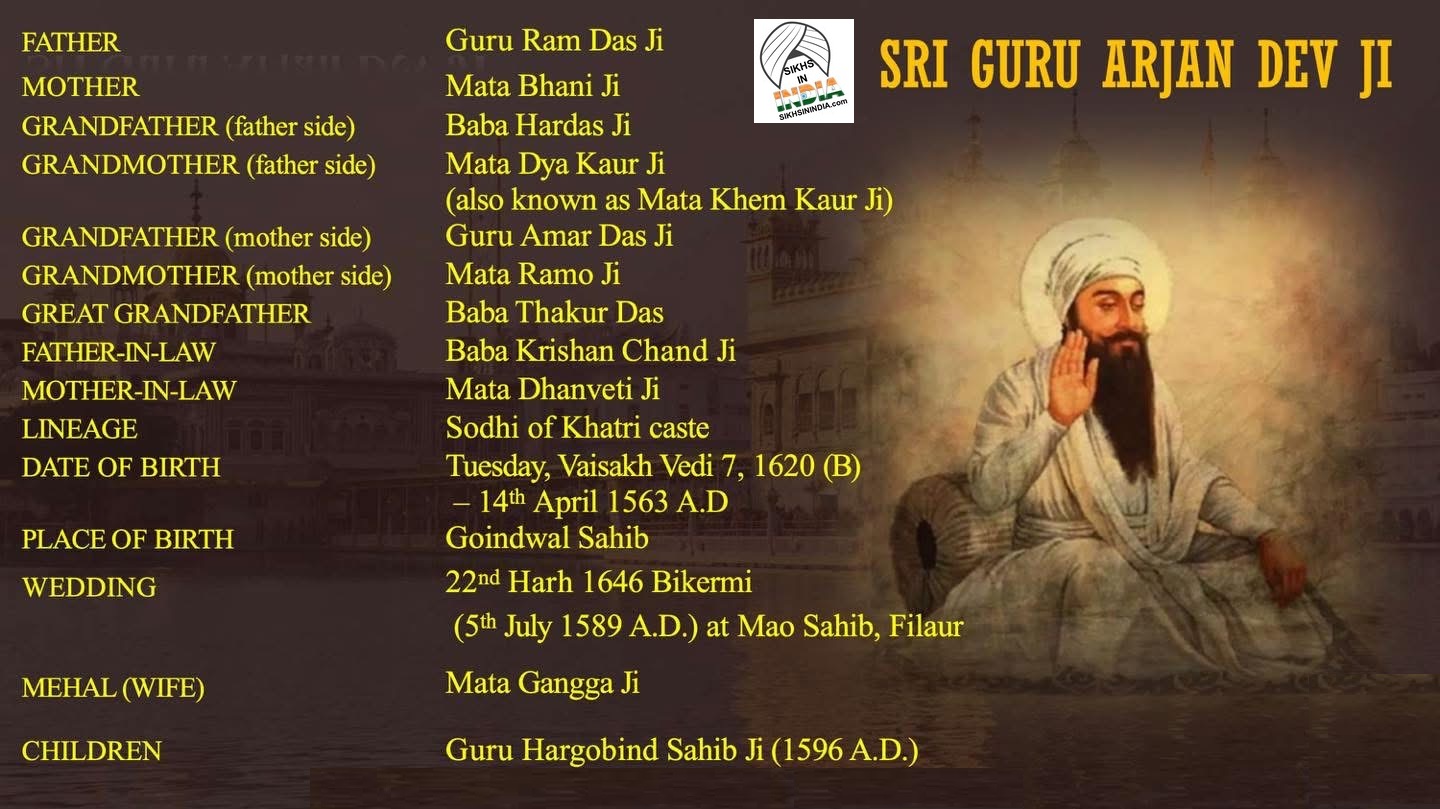 SRI GURU ARJAN DEV JI
SIKHS
IN
INDIA
SIKHSININDIA.com
FATHER Guru Ram Das Ji
MOTHER Mata Bhani Ji
GRANDFATHER (father side) Baba Hardas Ji
GRANDMOTHER (father side) Mata Dya Kaur Ji
(also known as Mata Khem Kaur Ji)
GRANDFATHER (mother side) Guru Amar Das Ji
GRANDMOTHER (mother side) Mata Ramo Ji
GREAT GRANDFATHER Baba Thakur Das
FATHER-IN-LAW Baba Krishan Chand Ji
MOTHER-IN-LAW Mata Dhanveti Ji
LINEAGE Sodhi of Khatri caste
DATE OF BIRTH Tuesday, Vaisakh Vedi 7, 1620 (B)
– 14th April 1563 A.D
PLACE OF BIRTH Goindwal Sahib
WEDDING 22nd Harh 1646 Bikermi
(5th July 1589 A.D.) at Mao Sahib, Filaur
MEHAL (WIFE) Mata Gangga Ji
CHILDREN Guru Hargobind Sahib Ji (1596 A.D.)